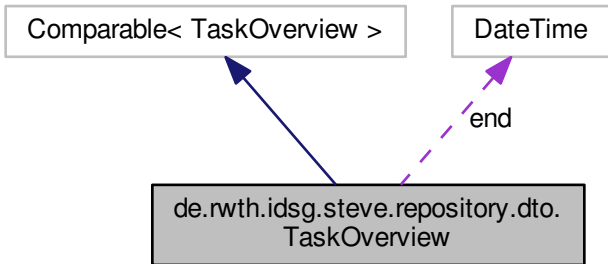 Comparable< TaskOverview >
DateTime
end
de.rwth.idsg.steve.repository.dto.
TaskOverview